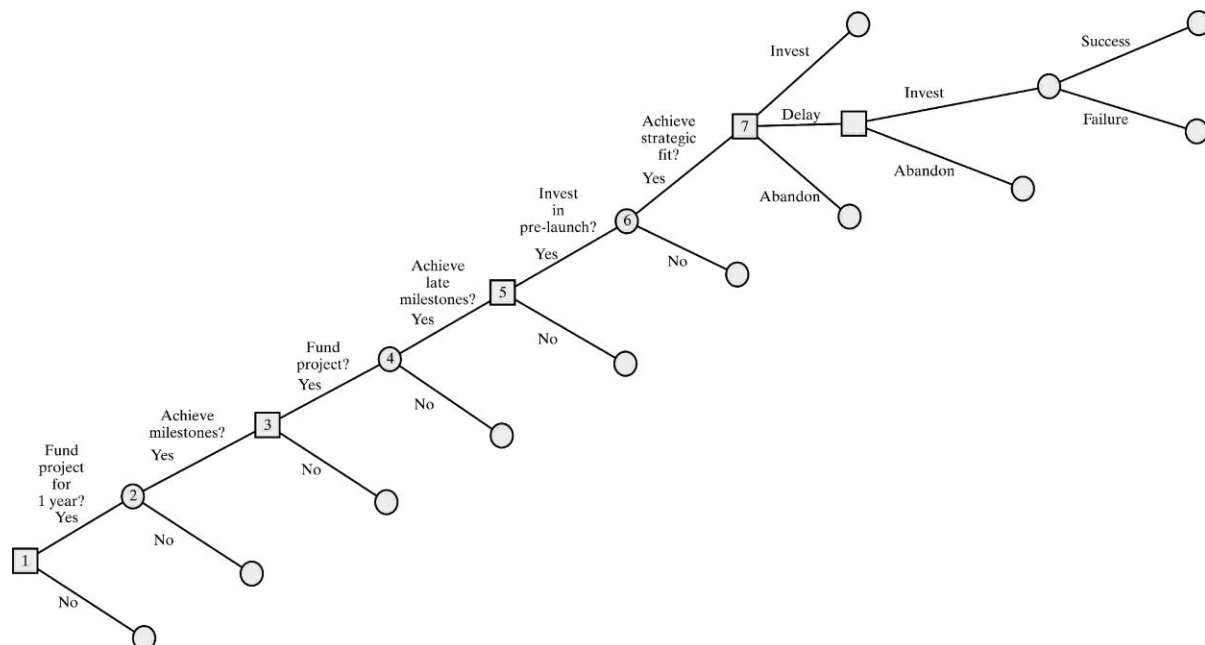 Invest
Success
Invest
Delay
7
Failure
Abandon
Abandon
Achieve
strategic
fit?
Yes
Invest
in
pre-launch?
Yes
6
No
Achieve
late
milestones?
Yes
5
No
Fund
project?
Yes
4
No
Achieve
milestones?
Yes
3
No
Fund
project
for
1 year?
Yes
2
No
1
No